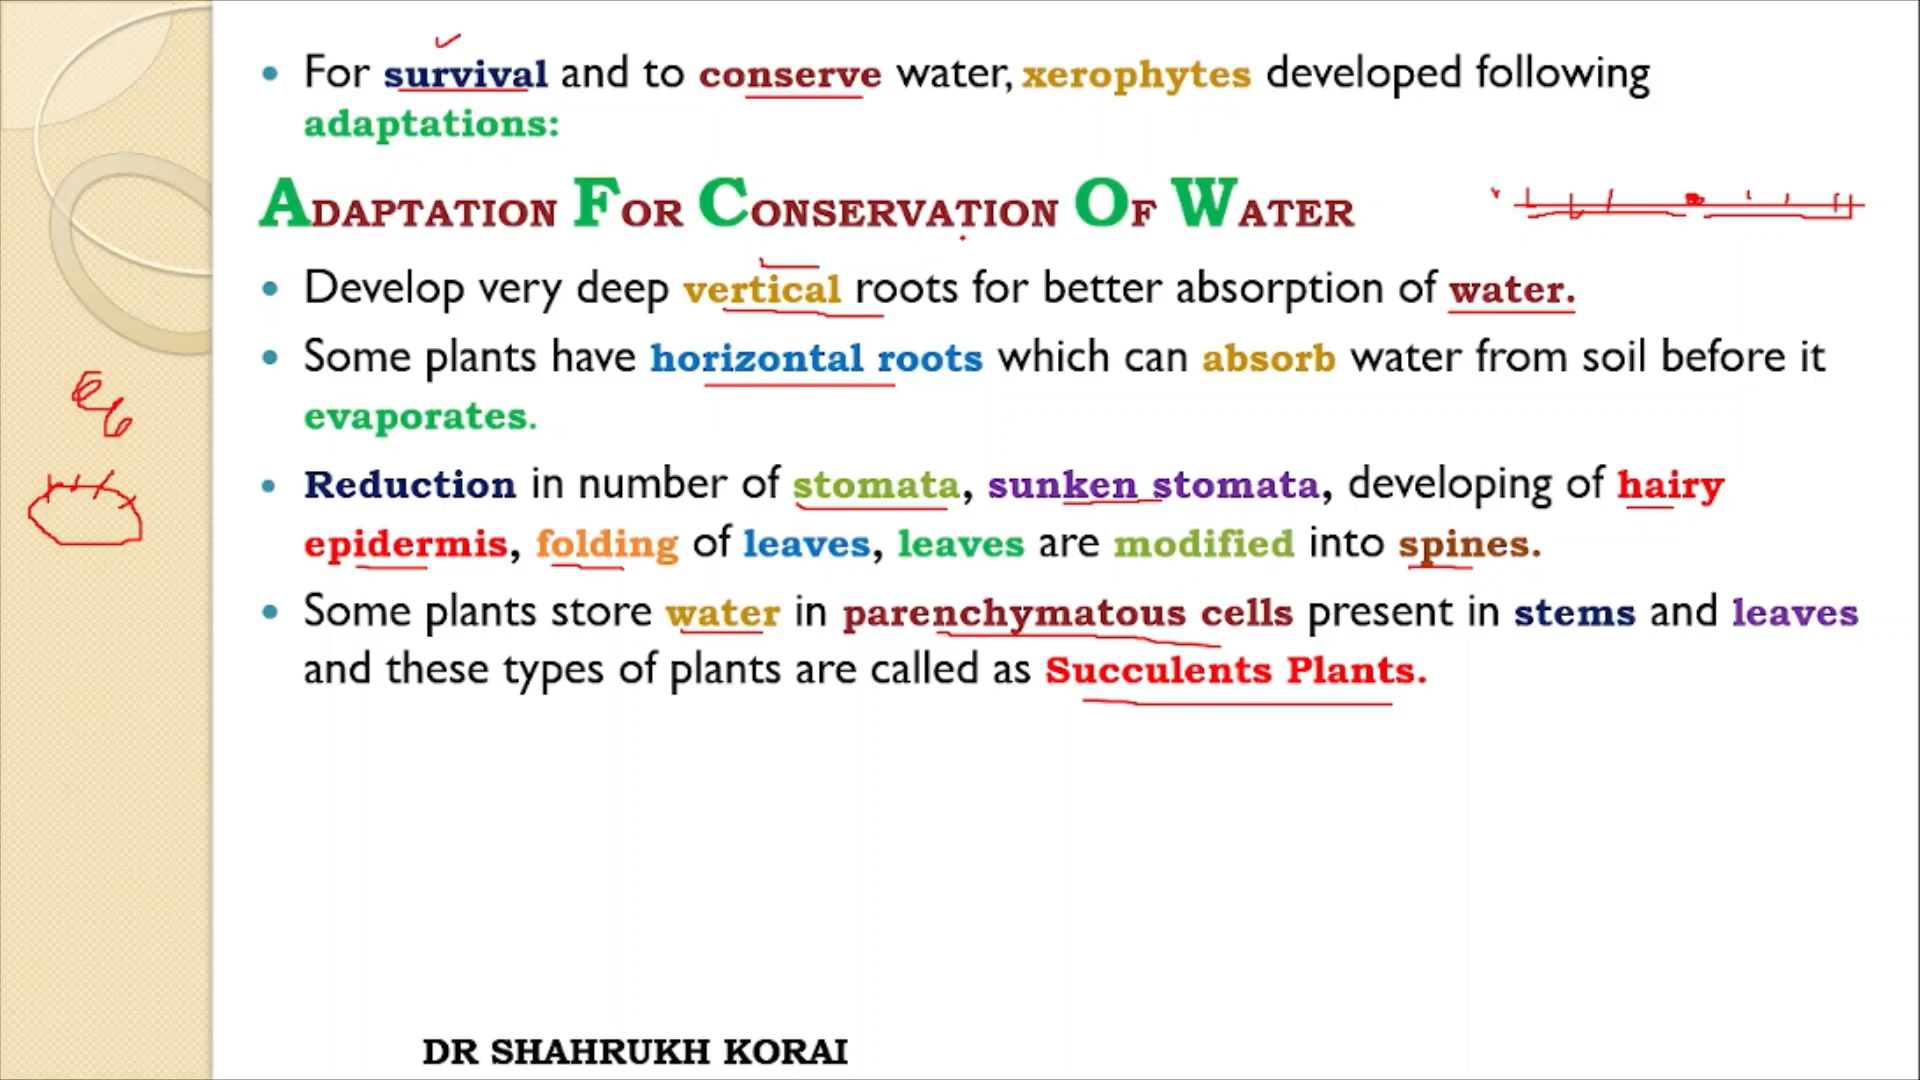 For survival and to conserve water, xerophytes developed following
adaptations:
ADAPTATION FOR CONSERVATION OF WATER
Develop very deep vertical roots for better absorption of water.
Some plants have horizontal roots which can absorb water from soil before it
evaporates.
Reduction in number of stomata, sunken stomata, developing of hairy
epidermis, folding of leaves, leaves are modified into spines.
Some plants store water in parenchymatous cells present in stems and leaves
and these types of plants are called as Succulents Plants.
DR SHAHRUKH KORAI